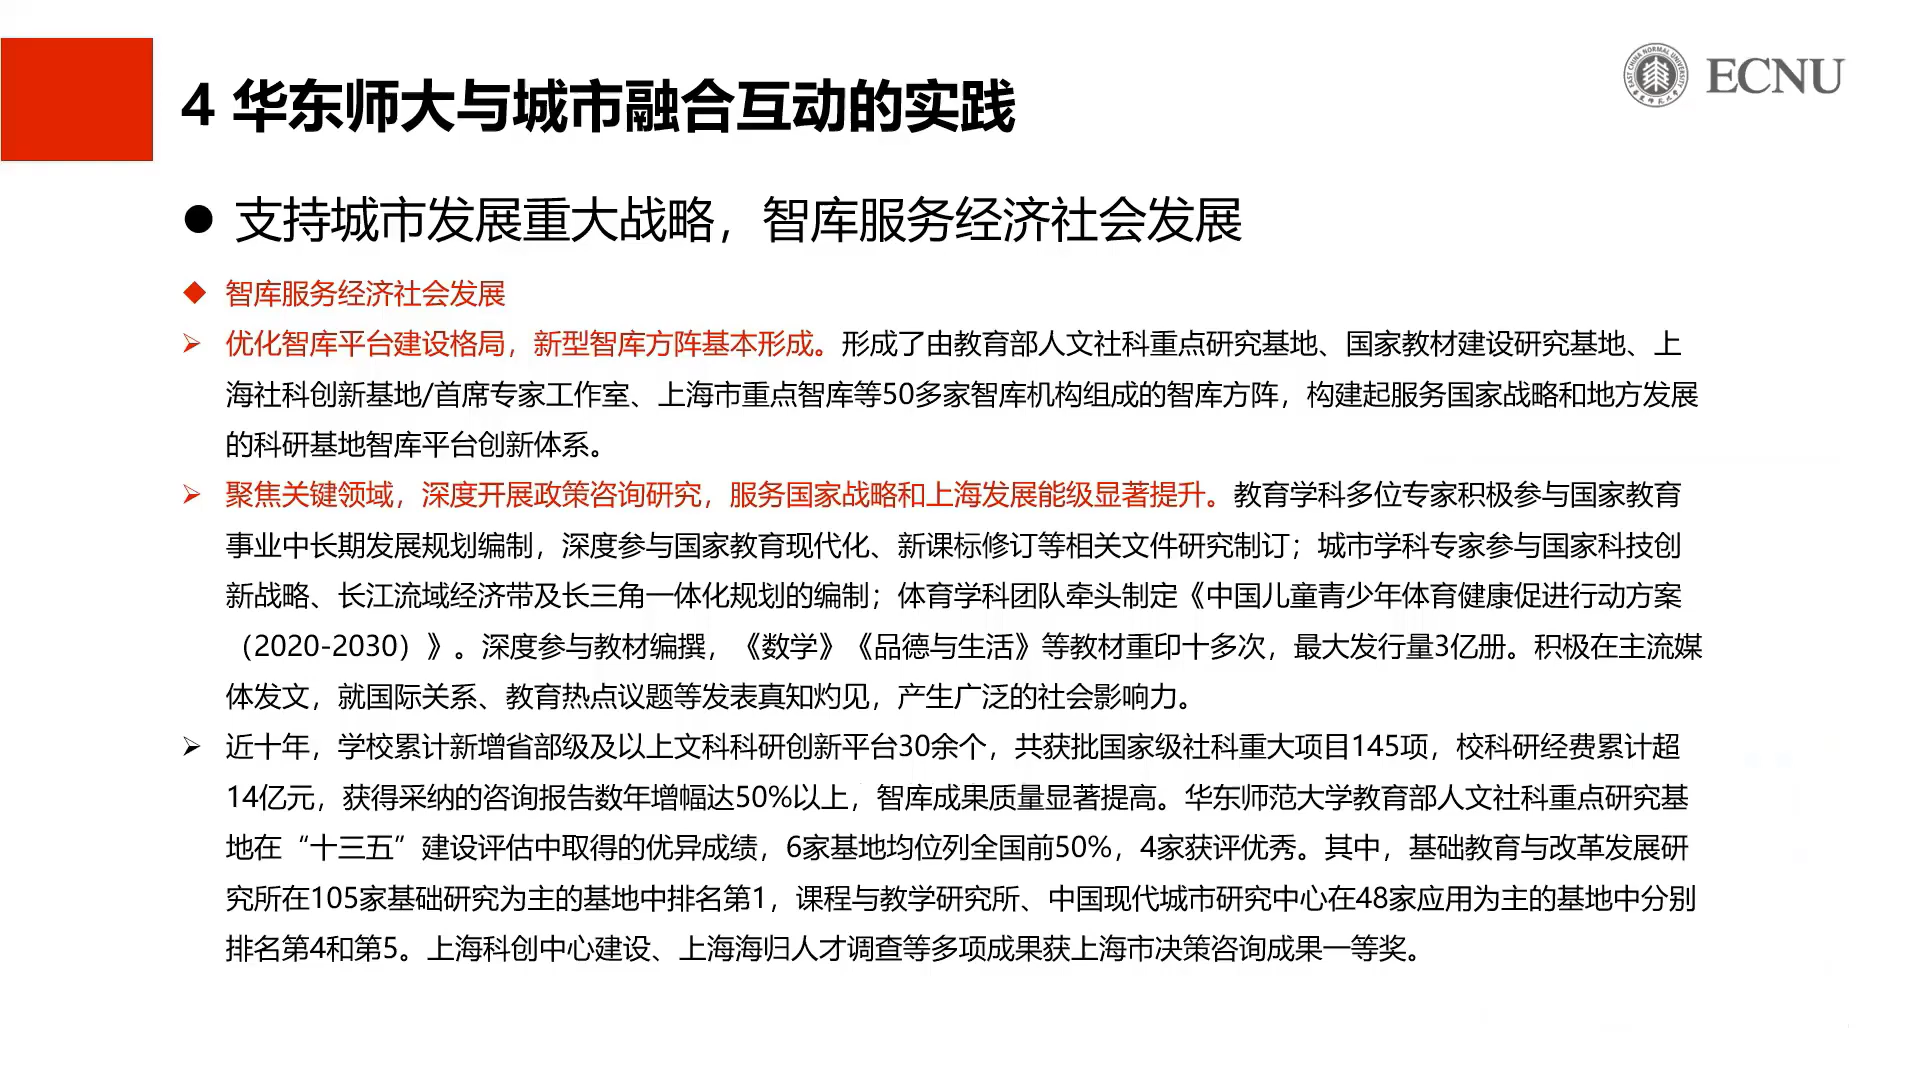 4 华东师大与城市融合互动的实践
EAST CHINA NORMAL UNIVERSITY
华东师范大学
ECNU
● 支持城市发展重大战略，智库服务经济社会发展
◆ 智库服务经济社会发展
➢ 优化智库平台建设格局，新型智库方阵基本形成。形成了由教育部人文社科重点研究基地、国家教材建设研究基地、上
海社科创新基地/首席专家工作室、上海市重点智库等50多家智库机构组成的智库方阵，构建起服务国家战略和地方发展
的科研基地智库平台创新体系。
➢ 聚焦关键领域，深度开展政策咨询研究，服务国家战略和上海发展能级显著提升。教育学科多位专家积极参与国家教育
事业中长期发展规划编制，深度参与国家教育现代化、新课标修订等相关文件研究制订；城市学科专家参与国家科技创
新战略、长江流域经济带及长三角一体化规划的编制；体育学科团队牵头制定《中国儿童青少年体育健康促进行动方案
（2020-2030）》。深度参与教材编撰，《数学》《品德与生活》等教材重印十多次，最大发行量3亿册。积极在主流媒
体发文，就国际关系、教育热点议题等发表真知灼见，产生广泛的社会影响力。
➢ 近十年，学校累计新增省部级及以上文科科研创新平台30余个，共获批国家级社科重大项目145项，校科研经费累计超
14亿元，获得采纳的咨询报告数年增幅达50%以上，智库成果质量显著提高。华东师范大学教育部人文社科重点研究基
地在“十三五”建设评估中取得的优异成绩，6家基地均位列全国前50%，4家获评优秀。其中，基础教育与改革发展研
究所在105家基础研究为主的基地中排名第1，课程与教学研究所、中国现代城市研究中心在48家应用为主的基地中分别
排名第4和第5。上海科创中心建设、上海海归人才调查等多项成果获上海市决策咨询成果一等奖。